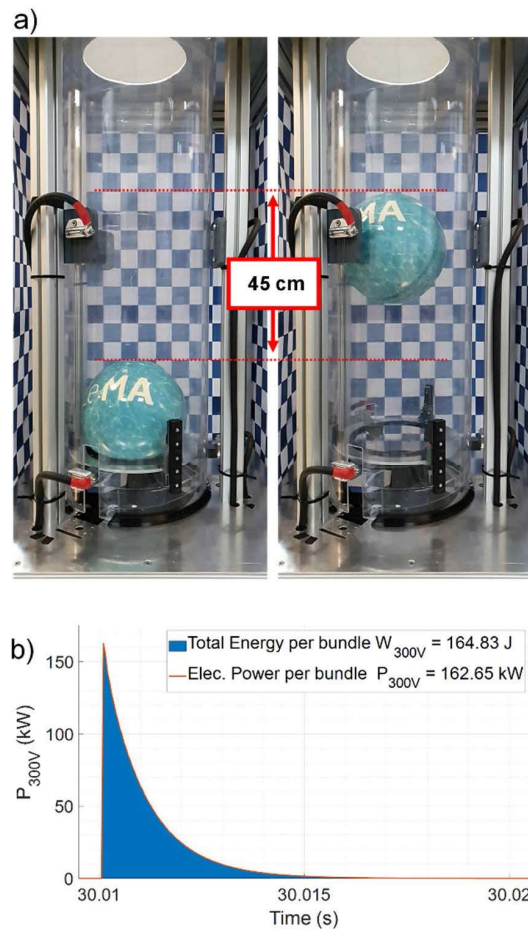 a)
MA
45 cm
e-MA
b)
Total Energy per bundle W300V = 164.83 J
Elec. Power per bundle P300V = 162.65 kW
P300V (kW)
150
100
50
0
30.01
30.015
30.02
Time (s)